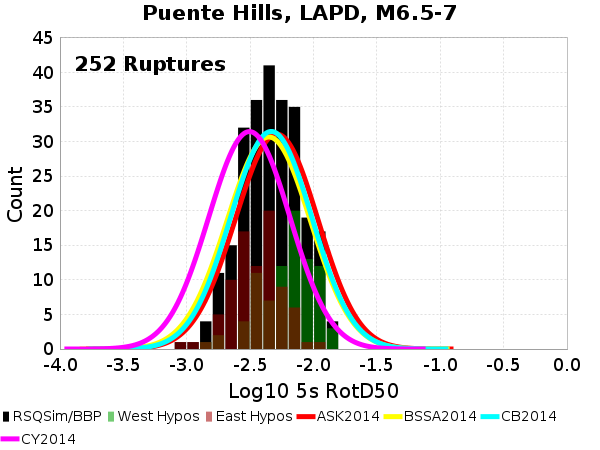 Puente Hills, LAPD, M6.5-7
252 Ruptures
Count
45
40
35
30
25
20
15
10
5
0
-4.0 -3.5 -3.0 -2.5 -2.0 -1.5 -1.0 -0.5 0.0
Log10 5s RotD50
RSQSim/BBP West Hypos East Hypos ASK2014 BSSA2014 CB2014
CY2014